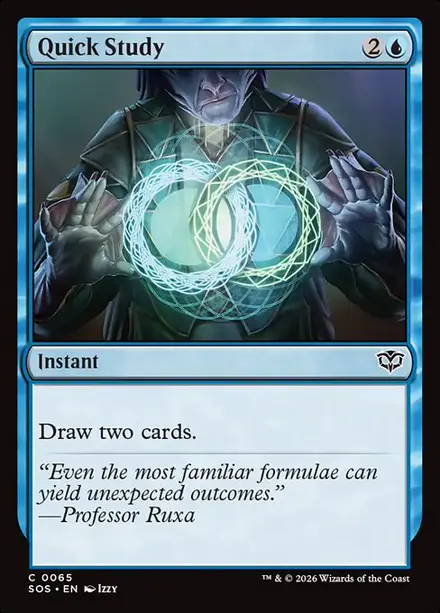 Quick Study 2
Instant
Draw two cards.
“Even the most familiar formulae can
yield unexpected outcomes.”
—Professor Ruxa
C 0065
SOS • EN Izzy
™ & © 2026 Wizards of the Coast